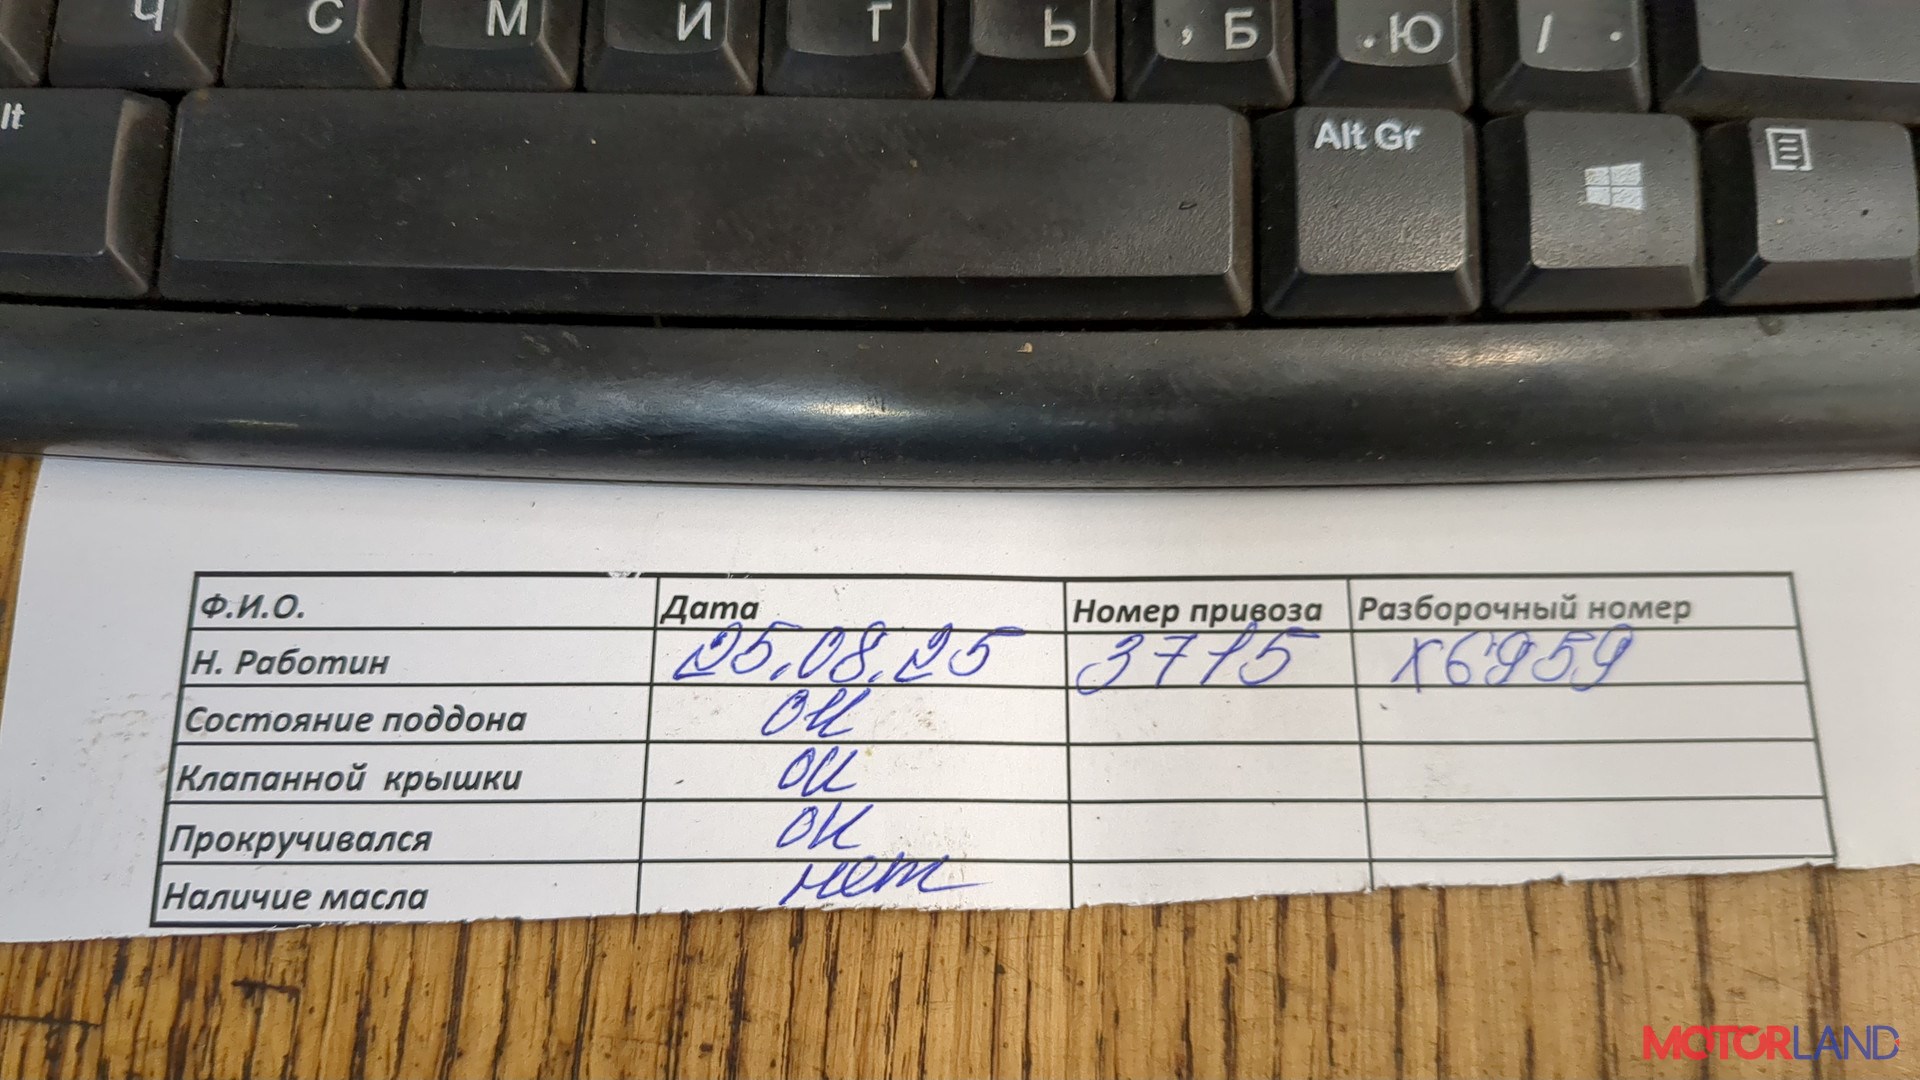 Ч С М И Т Ь , Б . Ю / .
lt Alt Gr
Ф.И.О. Дата Номер привоза Разборочный номер
Н. Работин 25.08.25 3715 х6959
Состояние поддона ок
Клапанной крышки ок
Прокручивался ок
Наличие масла нет
MOTORLAND